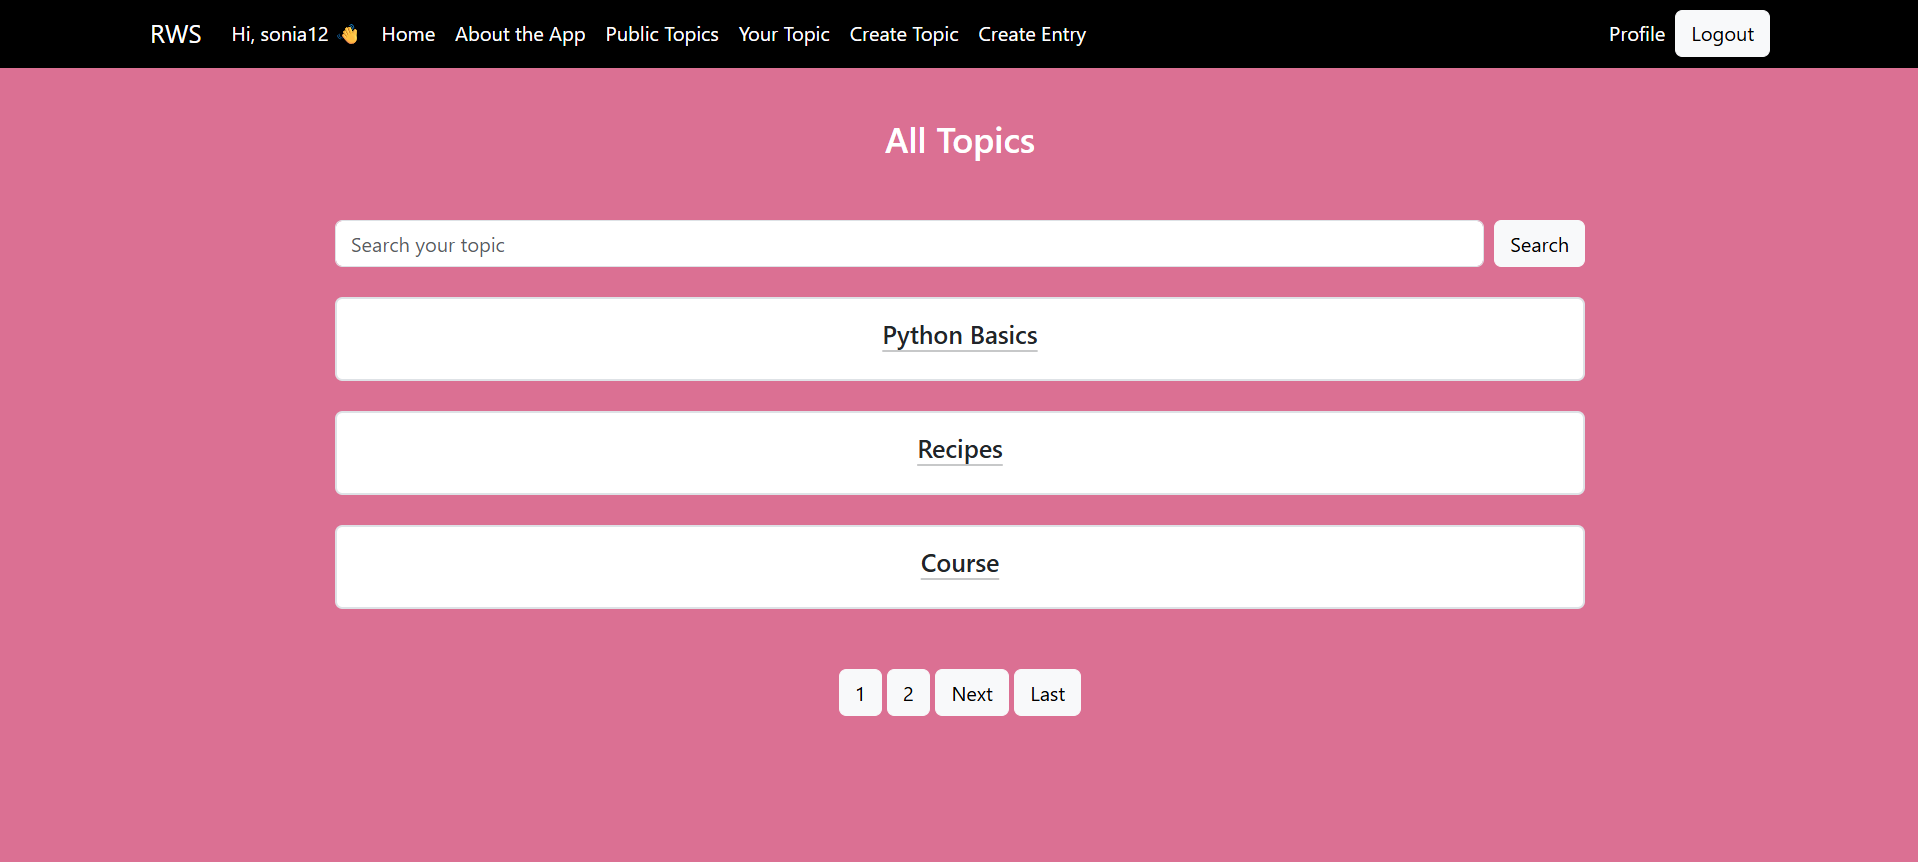 RWS Hi, sonia12 👋 Home About the App Public Topics Your Topic Create Topic Create Entry Profile Logout
All Topics
Search your topic Search
Python Basics
Recipes
Course
1 2 Next Last